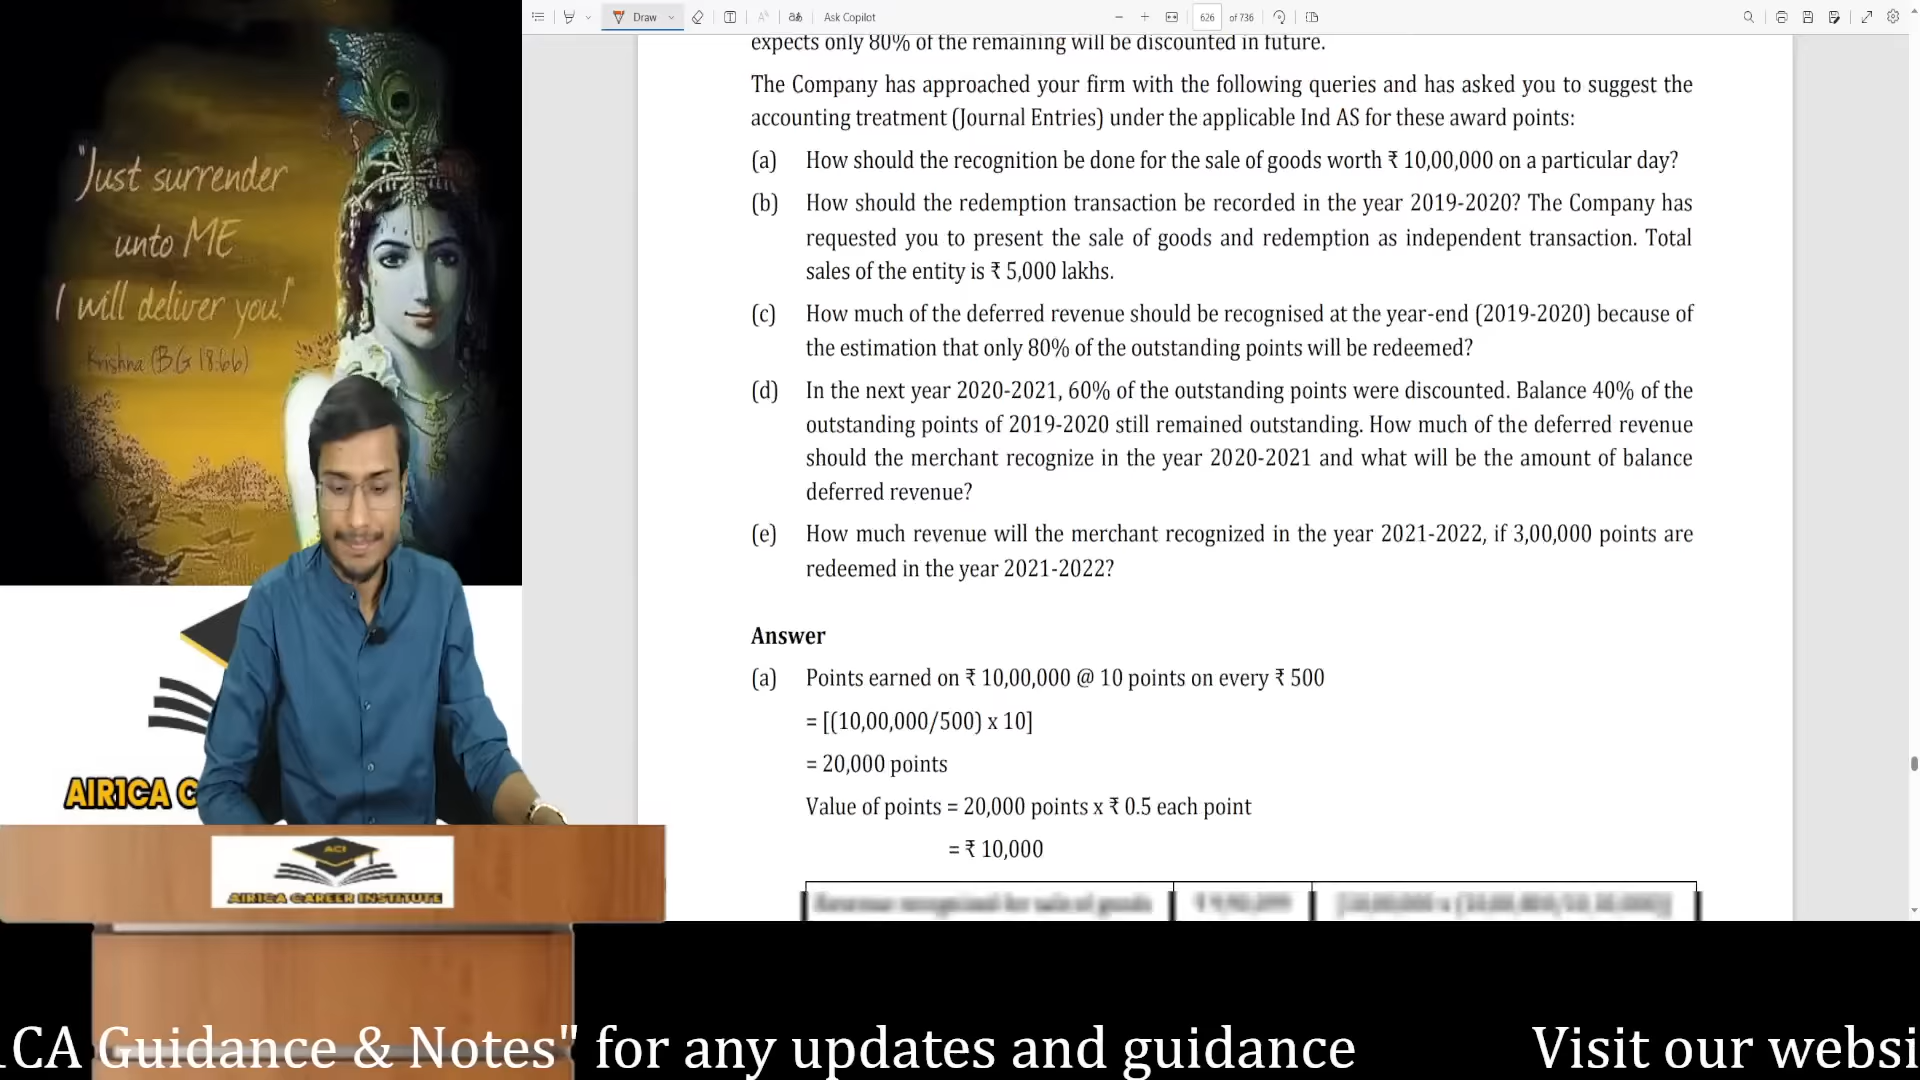 "Just surrender
unto ME
I will deliver you!"
Krishna (B.G 18:66)
AIR1CA C
ACI
AIR1CA CAREER INSTITUTE
Draw
Ask Copilot
626 of 736
expects only 80% of the remaining will be discounted in future.
The Company has approached your firm with the following queries and has asked you to suggest the
accounting treatment (Journal Entries) under the applicable Ind AS for these award points:
(a) How should the recognition be done for the sale of goods worth ₹ 10,00,000 on a particular day?
(b) How should the redemption transaction be recorded in the year 2019-2020? The Company has
requested you to present the sale of goods and redemption as independent transaction. Total
sales of the entity is ₹ 5,000 lakhs.
(c) How much of the deferred revenue should be recognised at the year-end (2019-2020) because of
the estimation that only 80% of the outstanding points will be redeemed?
(d) In the next year 2020-2021, 60% of the outstanding points were discounted. Balance 40% of the
outstanding points of 2019-2020 still remained outstanding. How much of the deferred revenue
should the merchant recognize in the year 2020-2021 and what will be the amount of balance
deferred revenue?
(e) How much revenue will the merchant recognized in the year 2021-2022, if 3,00,000 points are
redeemed in the year 2021-2022?
Answer
(a) Points earned on ₹ 10,00,000 @ 10 points on every ₹ 500
= [(10,00,000/500) x 10]
= 20,000 points
Value of points = 20,000 points x ₹ 0.5 each point
= ₹ 10,000
Revenue recognized for sale of goods
CA Guidance & Notes" for any updates and guidance
Visit our websi